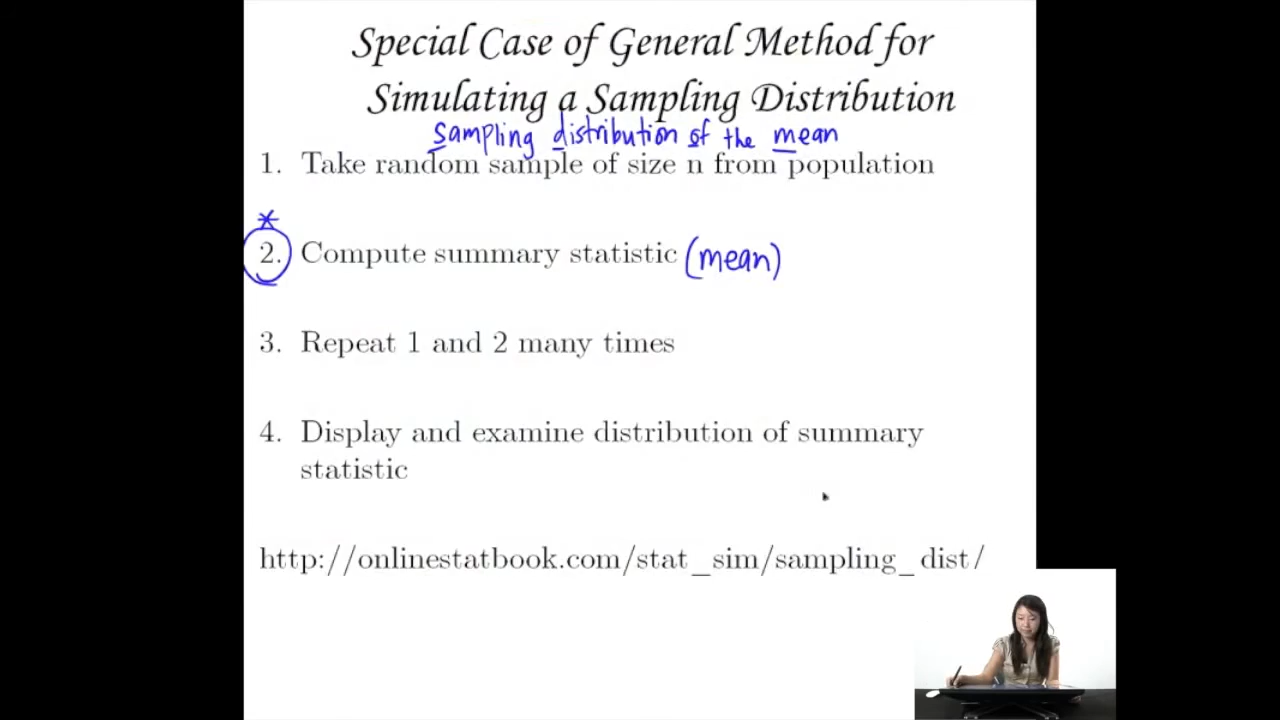 Special Case of General Method for
Simulating a Sampling Distribution
Sampling distribution of the mean
1. Take random sample of size n from population
*
2. Compute summary statistic (mean)
3. Repeat 1 and 2 many times
4. Display and examine distribution of summary
statistic
http://onlinestatbook.com/stat_sim/sampling_dist/